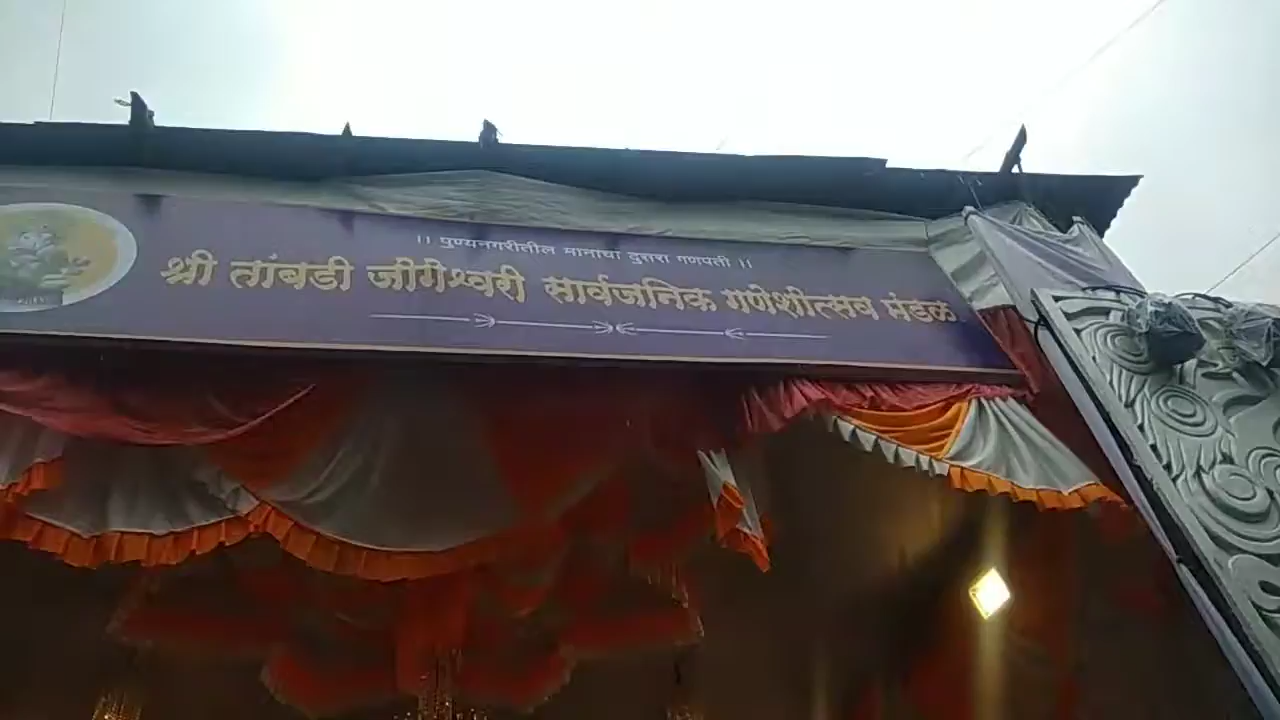 ।। पुण्यनगरीतील मानाचा दुसरा गणपती ।।
श्री तांबडी जोगेश्वरी सार्वजनिक गणेशोत्सव मंडळ